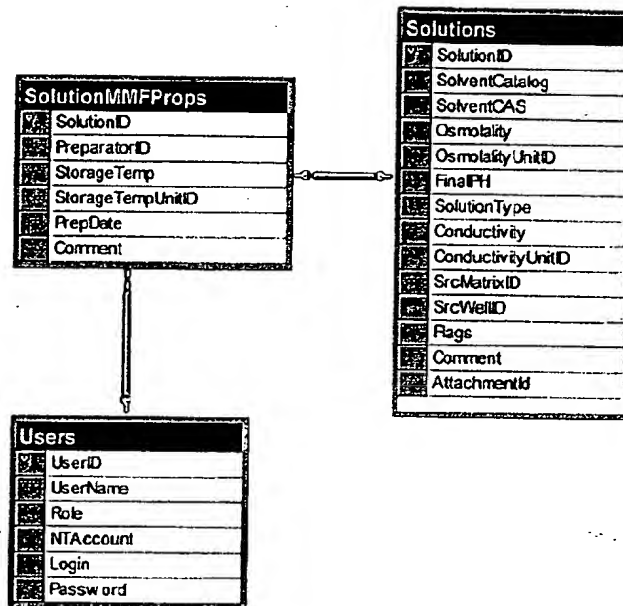 SolutionMMFProps
SolutionID
PreparatorID
StorageTemp
StorageTempUnitID
PrepDate
Comment
Solutions
SolutionID
SolventCatalog
SolventCAS
Osmolality
OsmolalityUnitID
FinalPH
SolutionType
Conductivity
ConductivityUnitID
SrcMatrixID
SrcWellID
Flags
Comment
AttachmentId
Users
UserID
UserName
Role
NTAccount
Login
Password